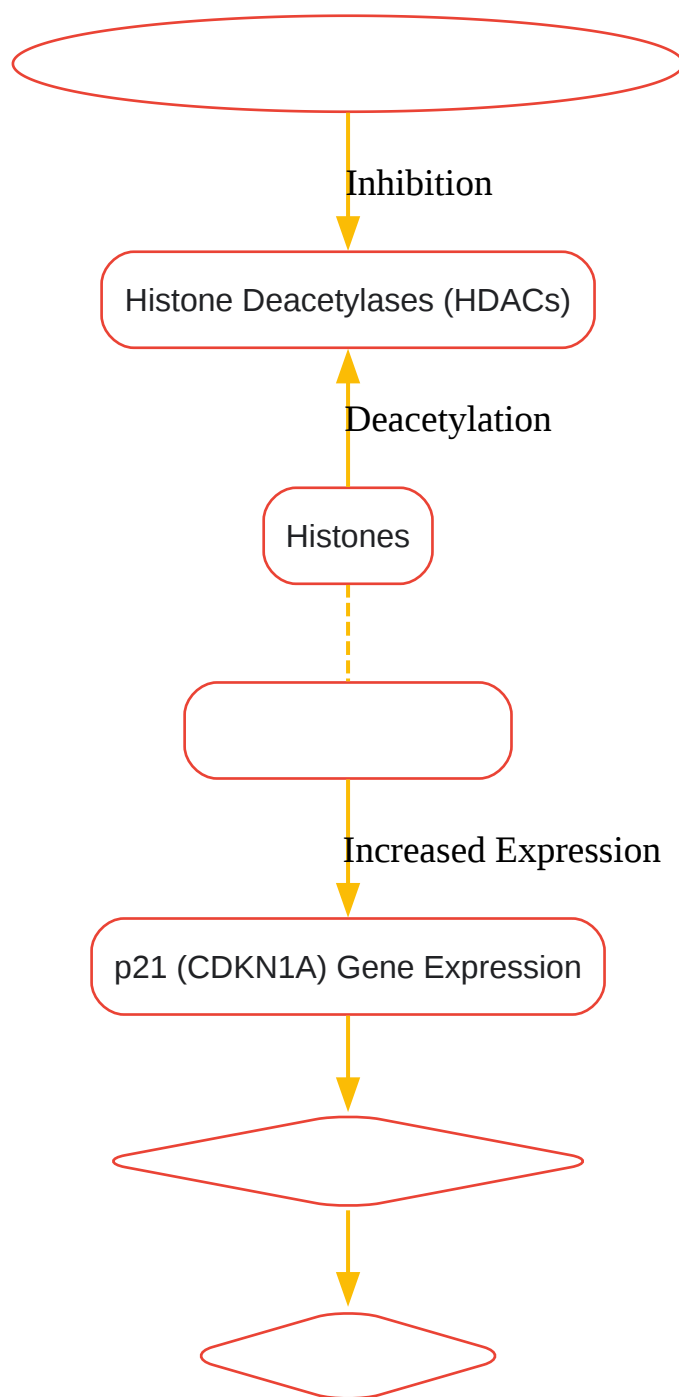 Inhibition
Histone Deacetylases (HDACs)
Deacetylation
Histones
Increased Expression
p21 (CDKN1A) Gene Expression